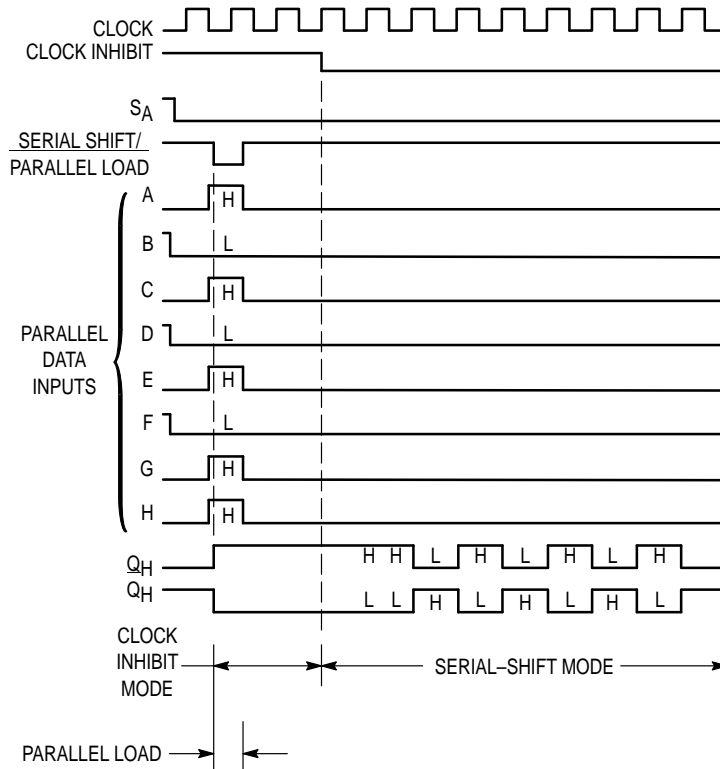 CLOCK
CLOCK INHIBIT
SA
SERIAL SHIFT/
PARALLEL LOAD
A
H
B
L
C
H
D
L
PARALLEL
DATA
INPUTS
E
H
F
L
G
H
H
H
QH
H H L H L H L H
QH
L L H L H L H L
CLOCK
INHIBIT
MODE
SERIAL–SHIFT MODE
PARALLEL LOAD